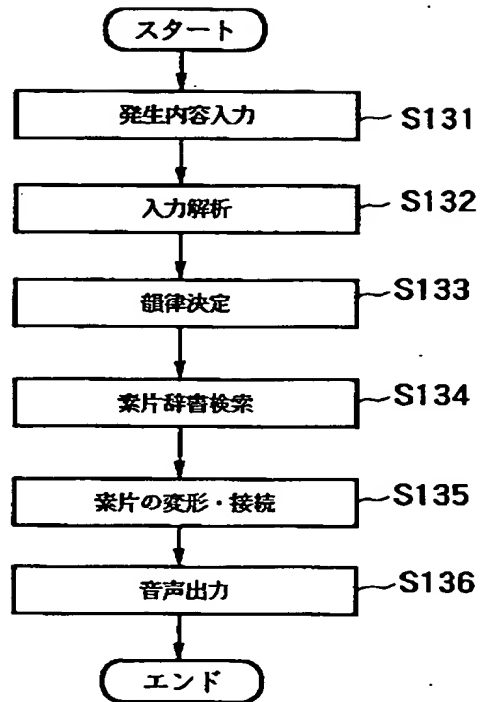 スタート
発生内容入力 S131
入力解析 S132
韻律決定 S133
素片辞書検索 S134
素片の変形・接続 S135
音声出力 S136
エンド